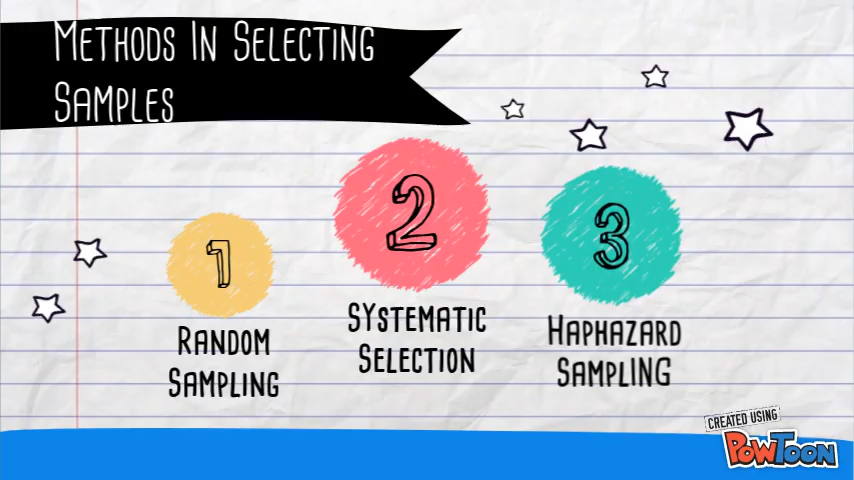 Methods In Selecting
Samples
1
2
3
Random
Sampling
Systematic
Selection
Haphazard
Sampling
CREATED USING
PowToon